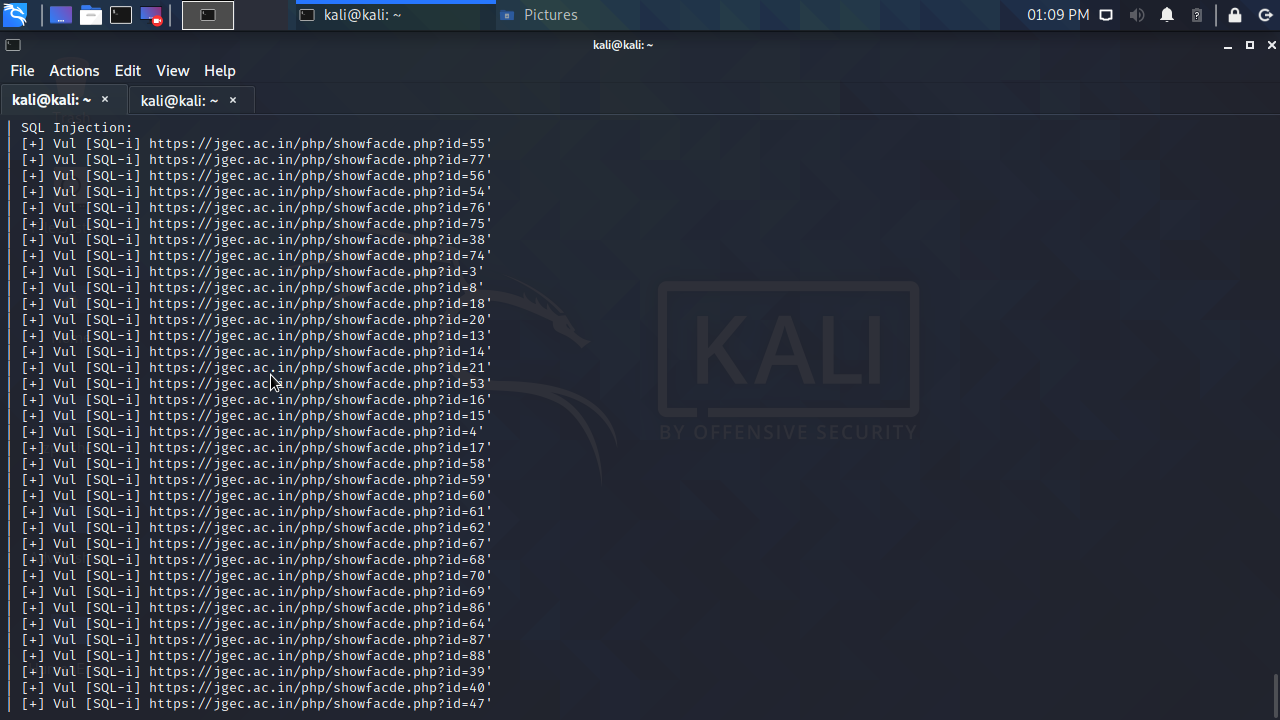 kali@kali: ~
Pictures
01:09 PM
kali@kali: ~
File Actions Edit View Help
kali@kali: ~ ×
kali@kali: ~ ×
| SQL Injection:
| [+] Vul [SQL-i] https://jgec.ac.in/php/showfacde.php?id=55'
| [+] Vul [SQL-i] https://jgec.ac.in/php/showfacde.php?id=77'
| [+] Vul [SQL-i] https://jgec.ac.in/php/showfacde.php?id=56'
| [+] Vul [SQL-i] https://jgec.ac.in/php/showfacde.php?id=54'
| [+] Vul [SQL-i] https://jgec.ac.in/php/showfacde.php?id=76'
| [+] Vul [SQL-i] https://jgec.ac.in/php/showfacde.php?id=75'
| [+] Vul [SQL-i] https://jgec.ac.in/php/showfacde.php?id=38'
| [+] Vul [SQL-i] https://jgec.ac.in/php/showfacde.php?id=74'
| [+] Vul [SQL-i] https://jgec.ac.in/php/showfacde.php?id=3'
| [+] Vul [SQL-i] https://jgec.ac.in/php/showfacde.php?id=8'
| [+] Vul [SQL-i] https://jgec.ac.in/php/showfacde.php?id=18'
| [+] Vul [SQL-i] https://jgec.ac.in/php/showfacde.php?id=20'
| [+] Vul [SQL-i] https://jgec.ac.in/php/showfacde.php?id=13'
| [+] Vul [SQL-i] https://jgec.ac.in/php/showfacde.php?id=14'
| [+] Vul [SQL-i] https://jgec.ac.in/php/showfacde.php?id=21'
| [+] Vul [SQL-i] https://jgec.ac.in/php/showfacde.php?id=53'
| [+] Vul [SQL-i] https://jgec.ac.in/php/showfacde.php?id=16'
| [+] Vul [SQL-i] https://jgec.ac.in/php/showfacde.php?id=15'
| [+] Vul [SQL-i] https://jgec.ac.in/php/showfacde.php?id=4'
| [+] Vul [SQL-i] https://jgec.ac.in/php/showfacde.php?id=17'
| [+] Vul [SQL-i] https://jgec.ac.in/php/showfacde.php?id=58'
| [+] Vul [SQL-i] https://jgec.ac.in/php/showfacde.php?id=59'
| [+] Vul [SQL-i] https://jgec.ac.in/php/showfacde.php?id=60'
| [+] Vul [SQL-i] https://jgec.ac.in/php/showfacde.php?id=61'
| [+] Vul [SQL-i] https://jgec.ac.in/php/showfacde.php?id=62'
| [+] Vul [SQL-i] https://jgec.ac.in/php/showfacde.php?id=67'
| [+] Vul [SQL-i] https://jgec.ac.in/php/showfacde.php?id=68'
| [+] Vul [SQL-i] https://jgec.ac.in/php/showfacde.php?id=70'
| [+] Vul [SQL-i] https://jgec.ac.in/php/showfacde.php?id=69'
| [+] Vul [SQL-i] https://jgec.ac.in/php/showfacde.php?id=86'
| [+] Vul [SQL-i] https://jgec.ac.in/php/showfacde.php?id=64'
| [+] Vul [SQL-i] https://jgec.ac.in/php/showfacde.php?id=87'
| [+] Vul [SQL-i] https://jgec.ac.in/php/showfacde.php?id=88'
| [+] Vul [SQL-i] https://jgec.ac.in/php/showfacde.php?id=39'
| [+] Vul [SQL-i] https://jgec.ac.in/php/showfacde.php?id=40'
| [+] Vul [SQL-i] https://jgec.ac.in/php/showfacde.php?id=47'
KALI
BY OFFENSIVE SECURITY